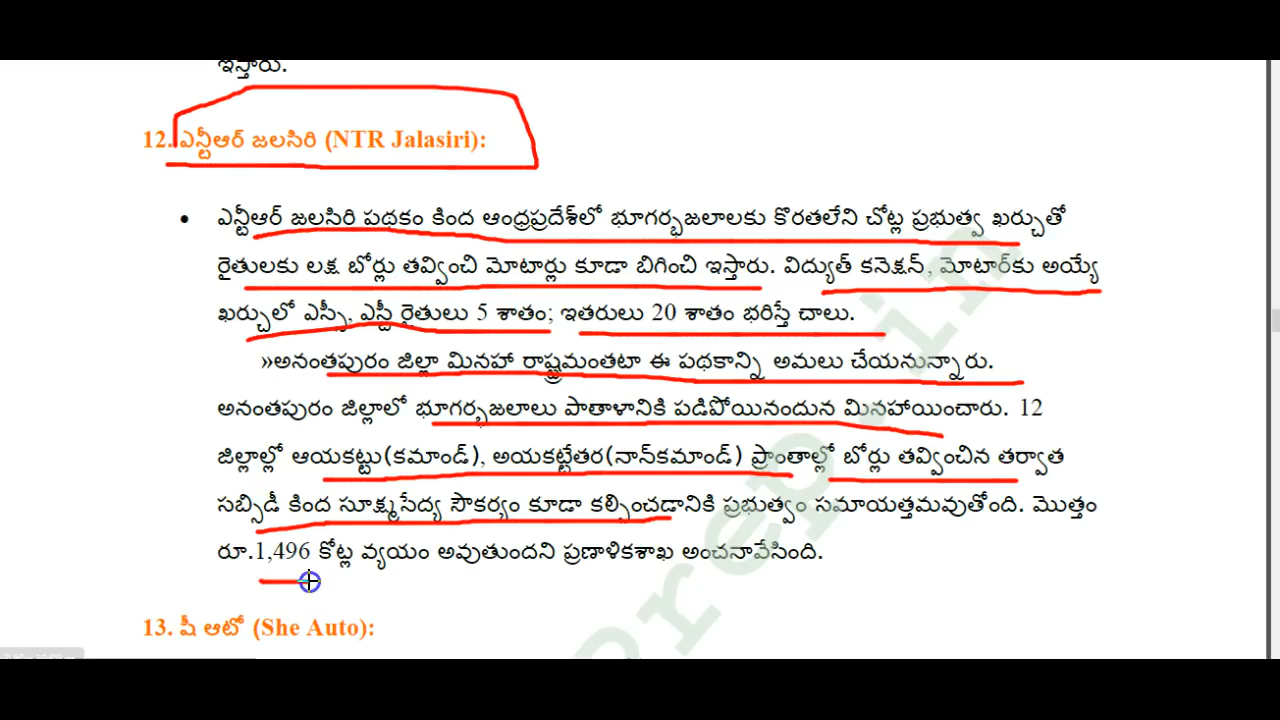 ఇస్తారు.
12. ఎన్టీఆర్ జలసిరి (NTR Jalasiri):
• ఎన్టీఆర్ జలసిరి పథకం కింద ఆంధ్రప్రదేశ్‌లో భూగర్భజలాలకు కొరతలేని చోట్ల ప్రభుత్వ ఖర్చుతో
రైతులకు లక్ష బోర్లు తవ్వించి మోటార్లు కూడా బిగించి ఇస్తారు. విద్యుత్ కనెక్షన్, మోటార్‌కు అయ్యే
ఖర్చులో ఎస్సీ, ఎస్టీ రైతులు 5 శాతం; ఇతరులు 20 శాతం భరిస్తే చాలు.
»అనంతపురం జిల్లా మినహా రాష్ట్రమంతటా ఈ పథకాన్ని అమలు చేయనున్నారు.
అనంతపురం జిల్లాలో భూగర్భజలాలు పాతాళానికి పడిపోయినందున మినహాయించారు. 12
జిల్లాల్లో ఆయకట్టు(కమాండ్), అయకట్టేతర(నాన్‌కమాండ్) ప్రాంతాల్లో బోర్లు తవ్వించిన తర్వాత
సబ్సిడీ కింద సూక్ష్మసేద్య సౌకర్యం కూడా కల్పించడానికి ప్రభుత్వం సమాయత్తమవుతోంది. మొత్తం
రూ.1,496 కోట్ల వ్యయం అవుతుందని ప్రణాళికశాఖ అంచనావేసింది.
13. షీ ఆటో (She Auto):
prep.in